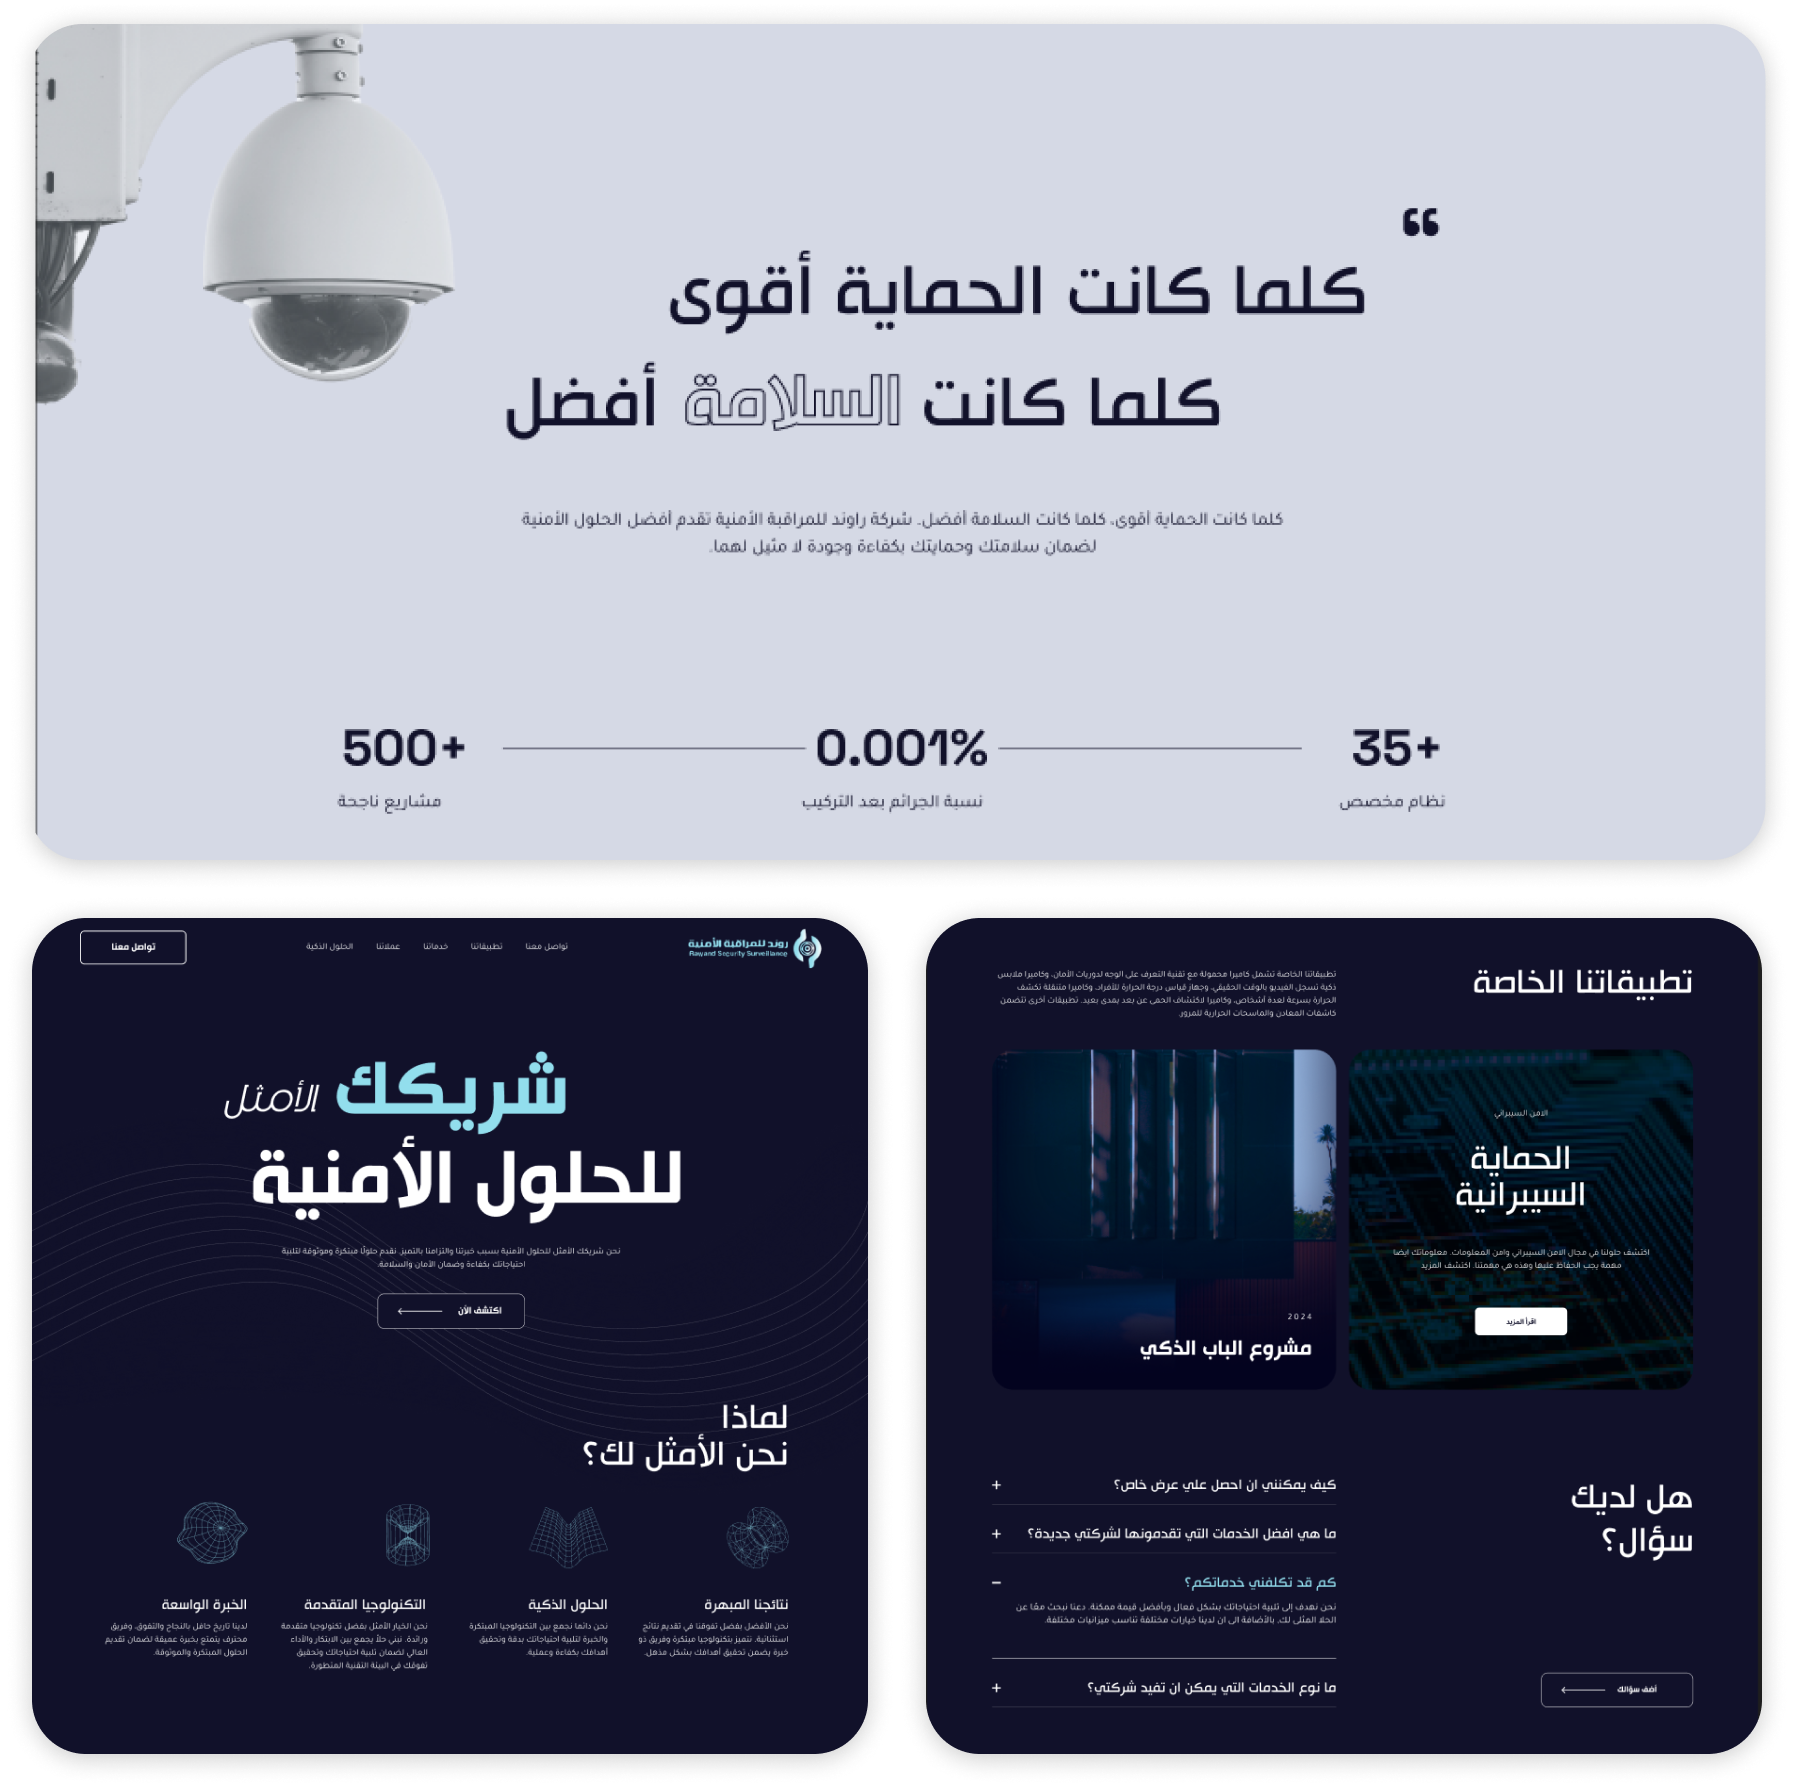 “
كلما كانت الحماية أقوى
كلما كانت السلامة أفضل
كلما كانت الحماية أقوى، كلما كانت السلامة أفضل. شركة راوند للمراقبة الأمنية تقدم أفضل الحلول الأمنية
لضمان سلامتك وحمايتك بكفاءة وجودة لا مثيل لهما.
35+
نظام مخصص
0.001%
نسبة الجرائم بعد التركيب
500+
مشاريع ناجحة
تطبيقاتنا الخاصة
تطبيقاتنا الخاصة تشمل كاميرا محمولة مع تقنية التعرف على الوجه لدوريات الأمان، وكاميرا ملابس
ذكية تسجل الفيديو بالوقت الحقيقي، وجهاز قياس درجة الحرارة للأفراد، وكاميرا متنقلة تكشف
الحرارة بسرعة لعدة أشخاص، وكاميرا لاكتشاف الحمى عن بعد بمدى بعيد. تطبيقات أخرى تتضمن
كاشفات المعادن والماسحات الحرارية للمرور.
الامن السيبراني
الحماية
السيبرانية
اكتشف حلولنا في مجال الامن السيبراني وامن المعلومات. معلوماتك ايضا
مهمة يجب الحفاظ عليها وهذه هي مهمتنا. اكتشف المزيد
اقرأ المزيد
2024
مشروع الباب الذكي
هل لديك
سؤال؟
أضف سؤالك
كيف يمكنني ان احصل علي عرض خاص؟
ما هي افضل الخدمات التي تقدمونها لشركتي جديدة؟
كم قد تكلفني خدماتكم؟
نحن نهدف إلى تلبية احتياجاتك بشكل فعال وبأفضل قيمة ممكنة. دعنا نبحث معًا عن
الحلا المثلى لك، بالأضافة الى ان لدينا خيارات مختلفة تناسب ميزانيات مختلفة.
ما نوع الخدمات التي يمكن ان تفيد شركتي؟
روند للمراقبة الأمنية
Rawand Security Surveillance
تواصل معنا
تطبيقاتنا
خدماتنا
عملائنا
الحلول الذكية
تواصل معنا
شريكك الأمثل
للحلول الأمنية
نحن شريكك الأمثل للحلول الأمنية بسبب خبرتنا والتزامنا بالتميز. نقدم حلولًا مبتكرة وموثوقة لتلبية
احتياجاتك بكفاءة وضمان الأمان والسلامة.
اكتشف الآن
لماذا
نحن الأمثل لك؟
نتائجنا المبهرة
نحن الأفضل بفضل تفوقنا في تقديم نتائج
استثنائية. نتميز بتكنولوجيا مبتكرة وفريق ذو
خبرة يضمن تحقيق أهدافك بشكل مذهل.
الحلول الذكية
نحن دائما نجمع بين التكنولوجيا المبتكرة
والخبرة لتلبية احتياجاتك بدقة وتحقيق
أهدافك بكفاءة وعملية.
التكنولوجيا المتقدمة
نحن الخيار الأمثل بفضل تكنولوجيا متقدمة
ورائدة. نبني حلاً يجمع بين الابتكار والأداء
العالي لضمان تلبية احتياجاتك وتحقيق
تفوقك في البيئة التقنية المتطورة.
الخبرة الواسعة
لدينا تاريخ حافل بالنجاح والتفوق. وفريق
محترف يتمتع بخبرة عميقة لضمان تقديم
الحلول المبتكرة والموثوقة.